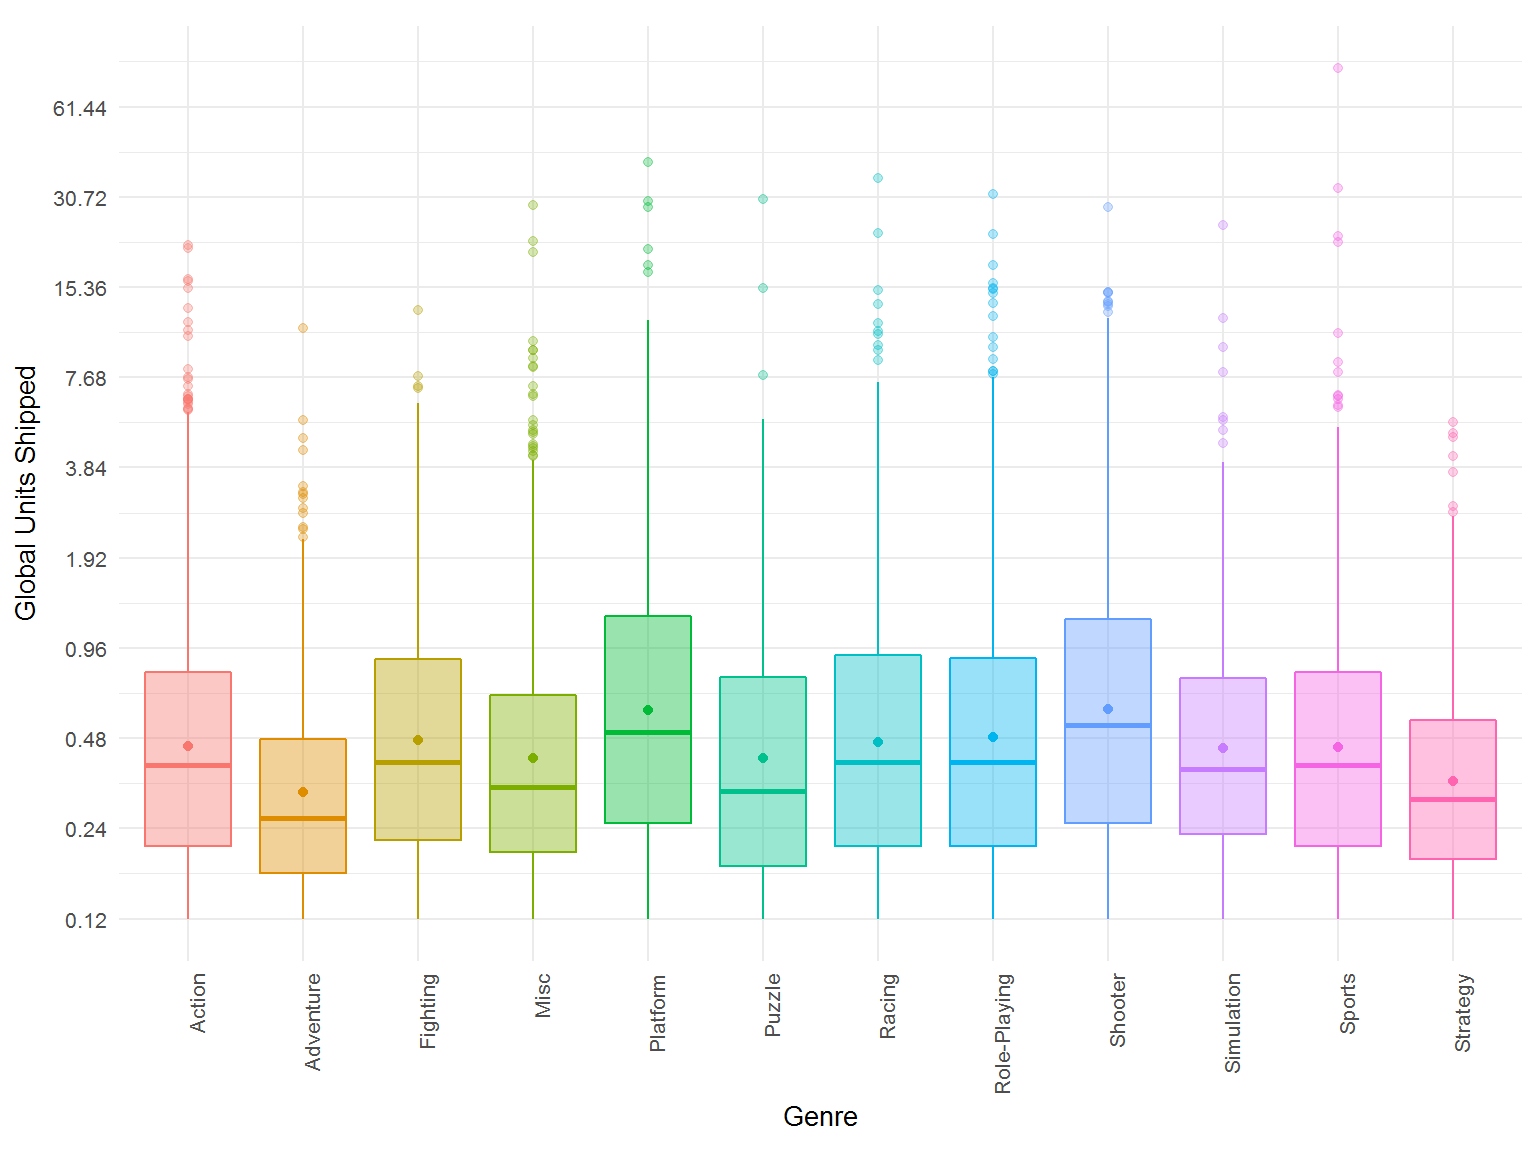 Global Units Shipped
61.44
30.72
15.36
7.68
3.84
1.92
0.96
0.48
0.24
0.12
Action
Adventure
Fighting
Misc
Platform
Puzzle
Racing
Role-Playing
Shooter
Simulation
Sports
Strategy
Genre